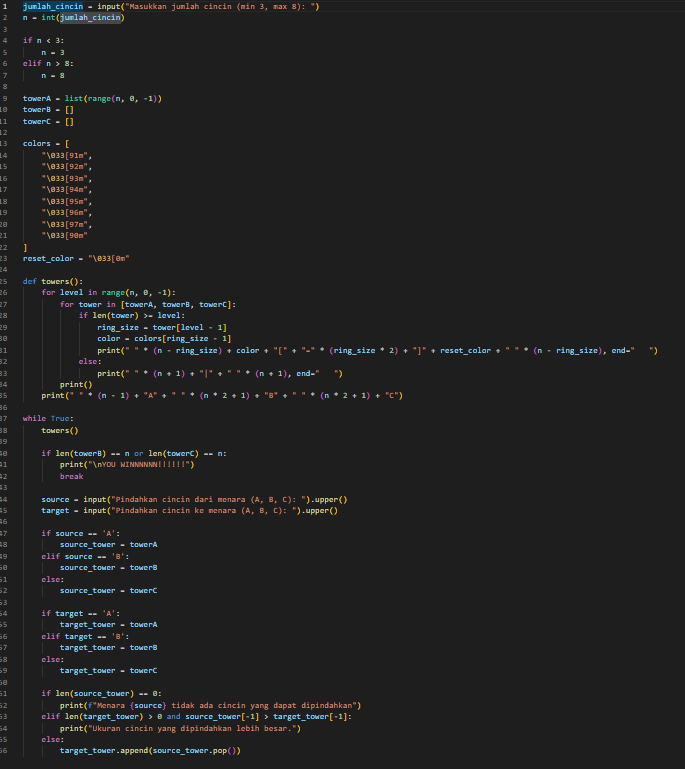 1 jumlah_cincin = input("Masukkan jumlah cincin (min 3, max 8): ")
2 n = int(jumlah_cincin)
3
4 if n < 3:
5 n = 3
6 elif n > 8:
7 n = 8
8
9 towerA = list(range(n, 0, -1))
10 towerB = []
11 towerC = []
12
13 colors = [
14 "\033[91m",
15 "\033[92m",
16 "\033[93m",
17 "\033[94m",
18 "\033[95m",
19 "\033[96m",
20 "\033[97m",
21 "\033[90m"
22 ]
23 reset_color = "\033[0m"
24
25 def towers():
26 for level in range(n, 0, -1):
27 for tower in [towerA, towerB, towerC]:
28 if len(tower) >= level:
29 ring_size = tower[level - 1]
30 color = colors[ring_size - 1]
31 print(" " * (n - ring_size) + color + "[" + "=" * (ring_size * 2) + "]" + reset_color + " " * (n - ring_size), end="   ")
32 else:
33 print(" " * (n + 1) + "|" + " " * (n + 1), end="   ")
34 print()
35 print(" " * (n - 1) + "A" + " " * (n * 2 + 1) + "B" + " " * (n * 2 + 1) + "C")
36
37 while True:
38 towers()
39
40 if len(towerB) == n or len(towerC) == n:
41 print("\nYOU WINNNNNN!!!!!!")
42 break
43
44 source = input("Pindahkan cincin dari menara (A, B, C): ").upper()
45 target = input("Pindahkan cincin ke menara (A, B, C): ").upper()
46
47 if source == 'A':
48 source_tower = towerA
49 elif source == 'B':
50 source_tower = towerB
51 else:
52 source_tower = towerC
53
54 if target == 'A':
55 target_tower = towerA
56 elif target == 'B':
57 target_tower = towerB
58 else:
59 target_tower = towerC
60
61 if len(source_tower) == 0:
62 print(f"Menara {source} tidak ada cincin yang dapat dipindahkan")
63 elif len(target_tower) > 0 and source_tower[-1] > target_tower[-1]:
64 print("Ukuran cincin yang dipindahkan lebih besar.")
65 else:
66 target_tower.append(source_tower.pop())